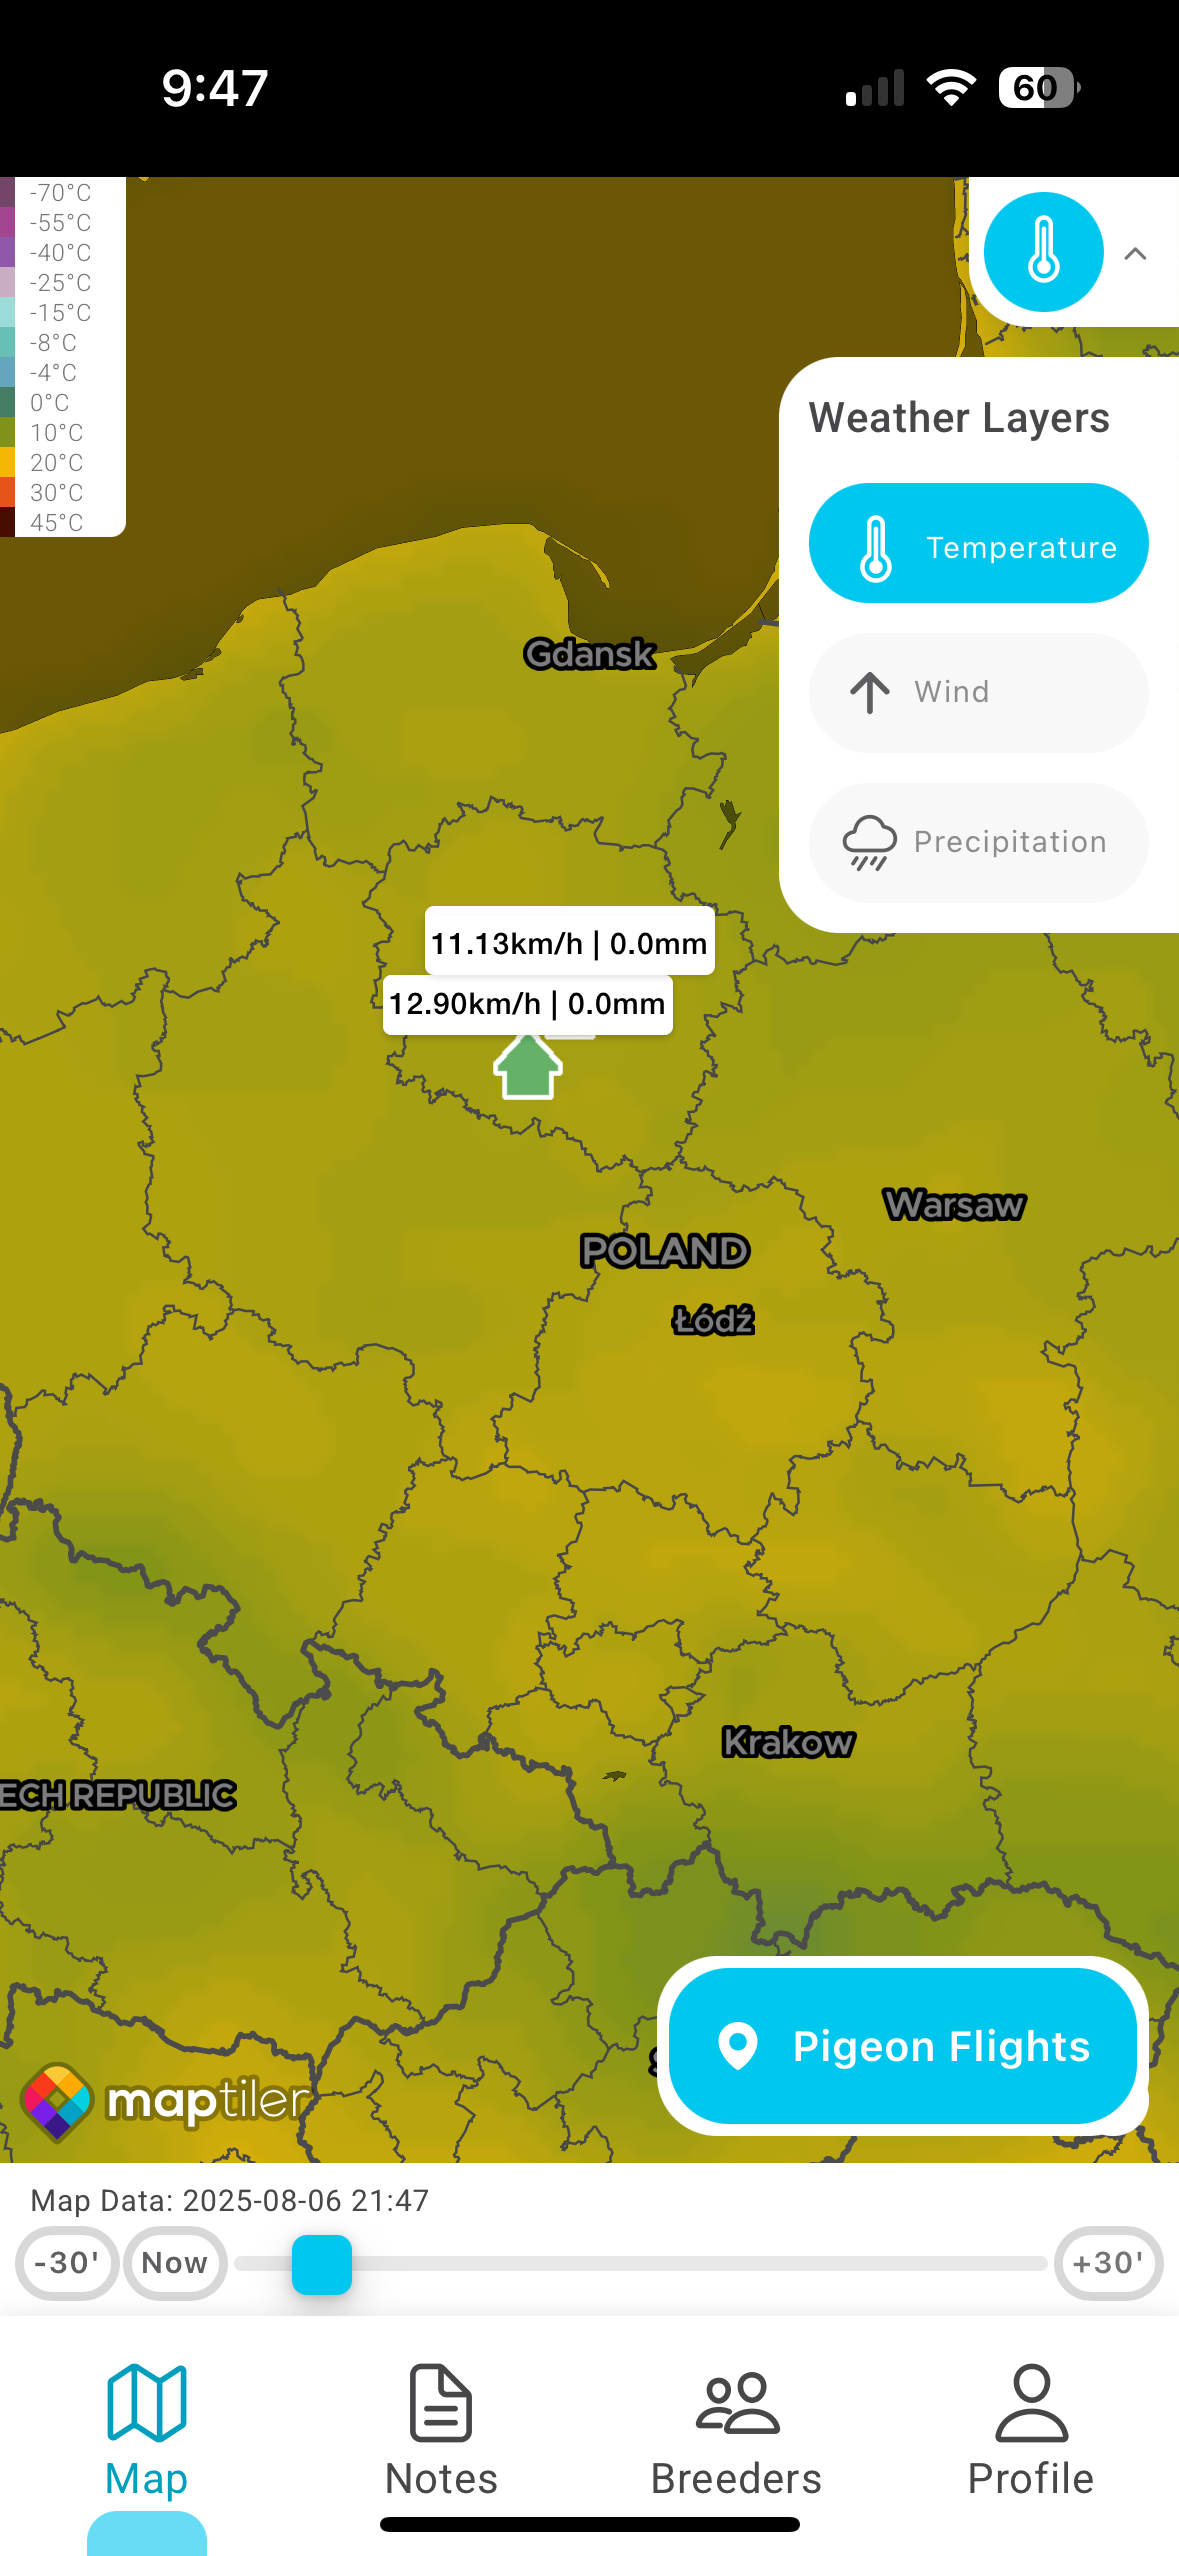 9:47
60
-70°C
-55°C
-40°C
-25°C
-15°C
-8°C
-4°C
0°C
10°C
20°C
30°C
45°C
Weather Layers
Temperature
Wind
Precipitation
Gdansk
11.13km/h | 0.0mm
12.90km/h | 0.0mm
Warsaw
POLAND
Łódź
Krakow
ECH REPUBLIC
Pigeon Flights
maptiler
Map Data: 2025-08-06 21:47
-30'
Now
+30'
Map
Notes
Breeders
Profile